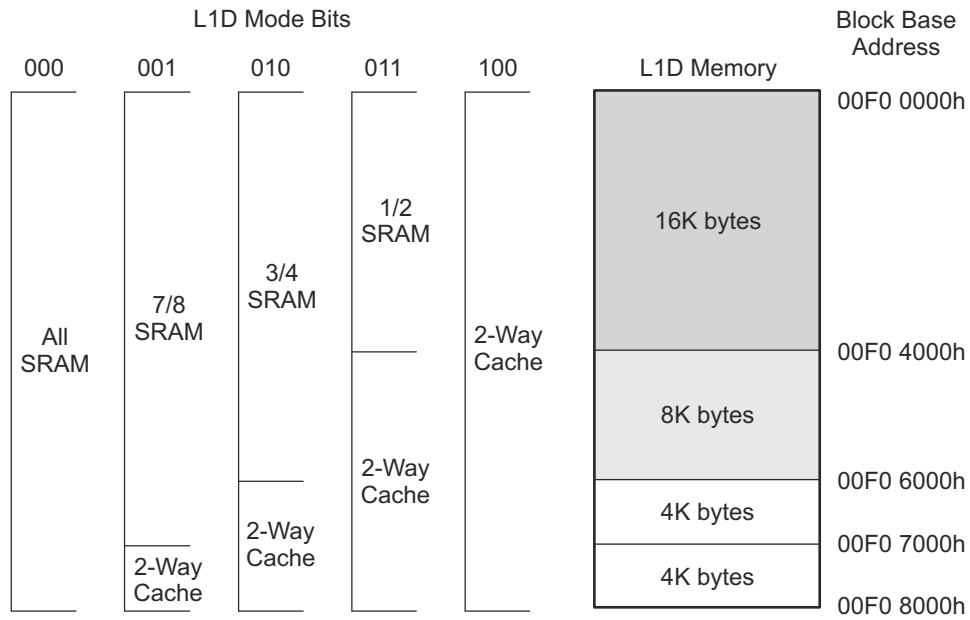 L1D Mode Bits
Block Base
Address
000 001 010 011 100 L1D Memory
00F0 0000h
1/2
SRAM
16K bytes
3/4
SRAM
7/8
SRAM
All
SRAM
2-Way
Cache
00F0 4000h
8K bytes
2-Way
Cache
00F0 6000h
4K bytes
2-Way
Cache
00F0 7000h
2-Way
Cache
4K bytes
00F0 8000h